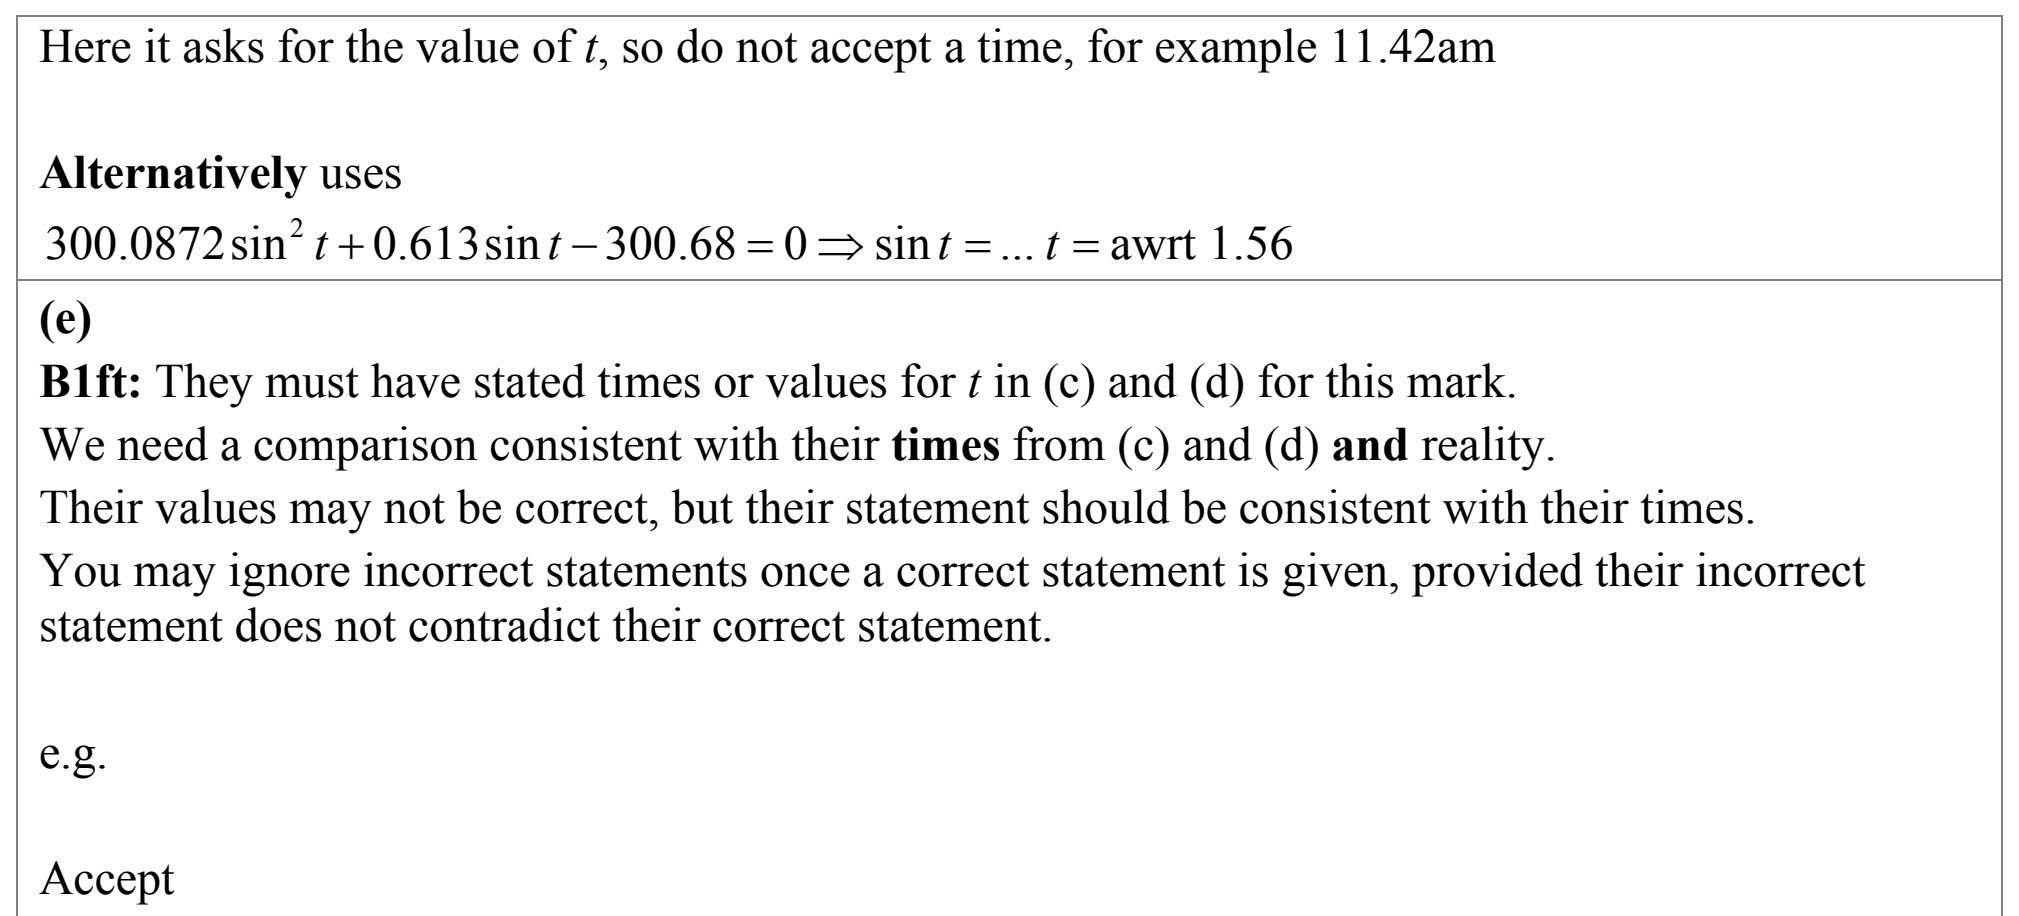 Here it asks for the value of t, so do not accept a time, for example 11.42am
Alternatively uses
300.0872 sin² t + 0.613 sin t − 300.68 = 0 ⇒ sin t = ... t = awrt 1.56
(e)
B1ft: They must have stated times or values for t in (c) and (d) for this mark.
We need a comparison consistent with their times from (c) and (d) and reality.
Their values may not be correct, but their statement should be consistent with their times.
You may ignore incorrect statements once a correct statement is given, provided their incorrect
statement does not contradict their correct statement.
e.g.
Accept